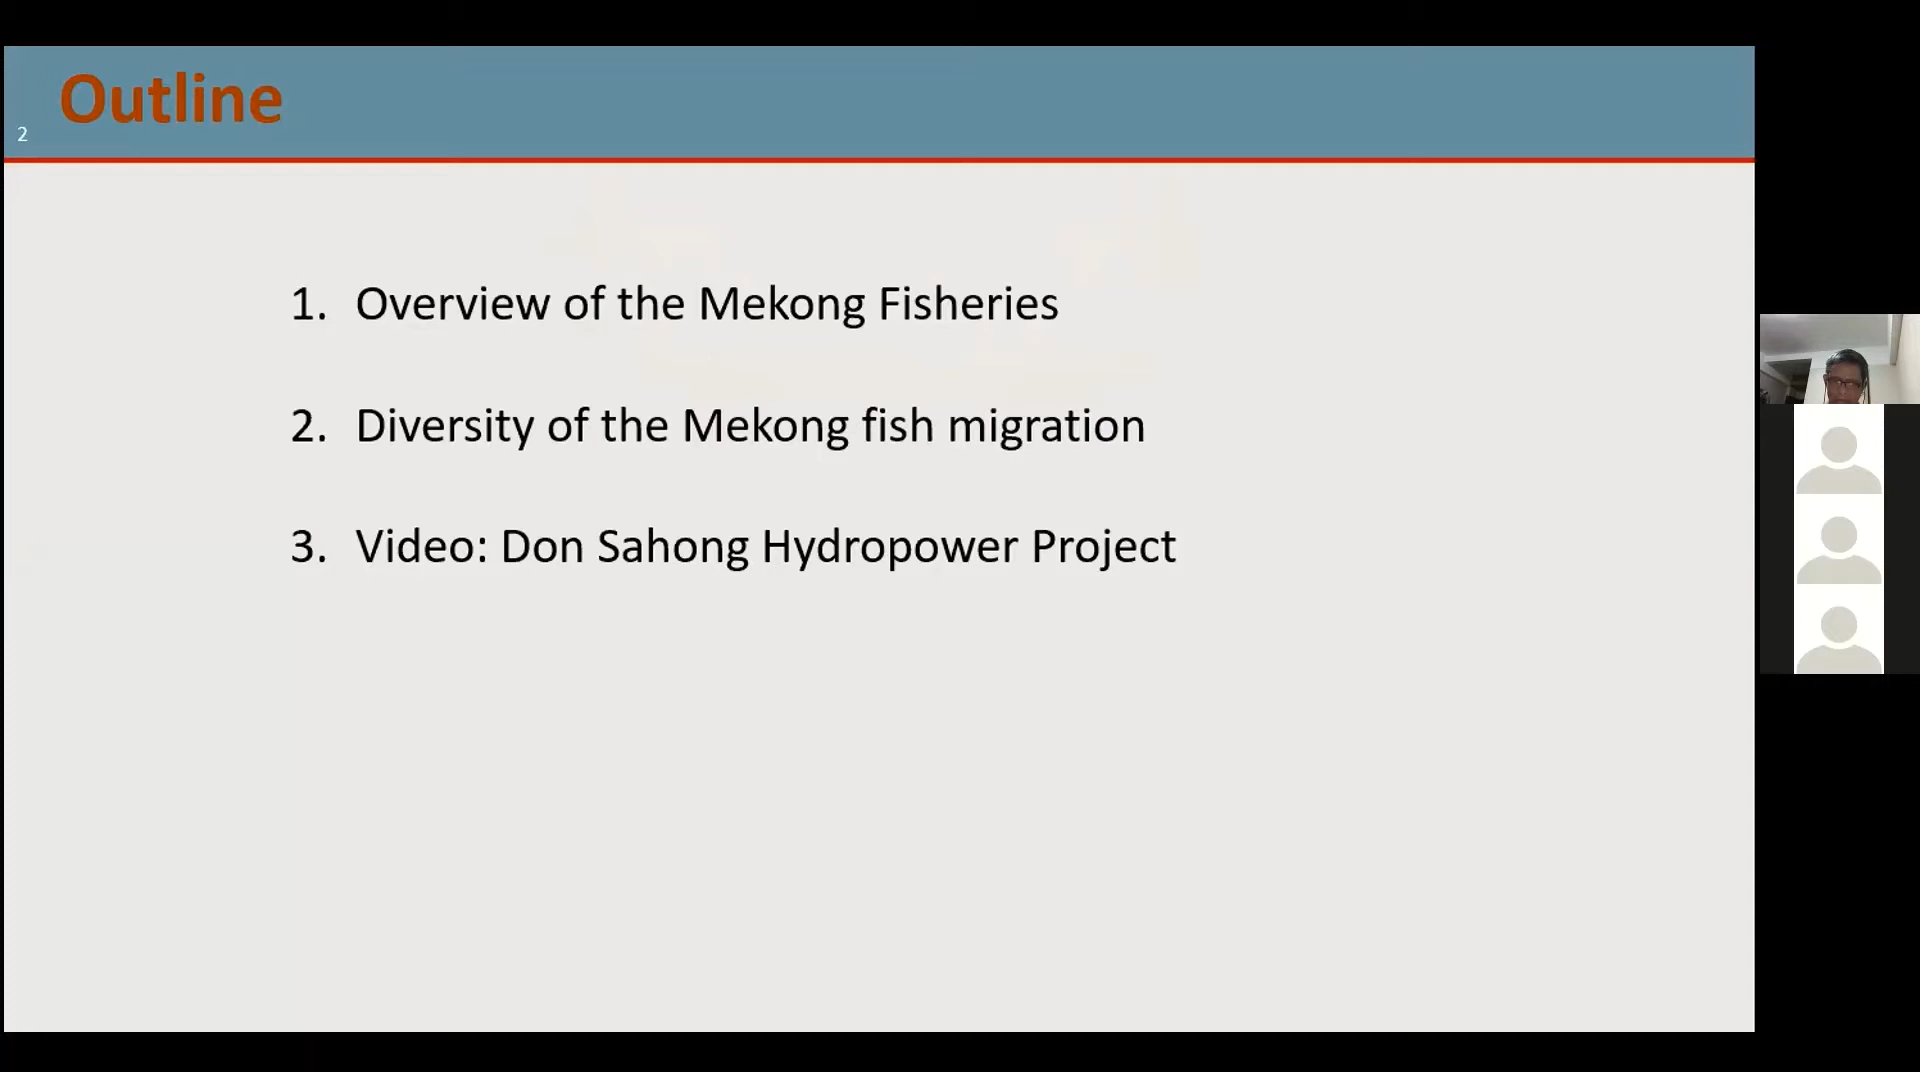 Outline
2
1. Overview of the Mekong Fisheries
2. Diversity of the Mekong fish migration
3. Video: Don Sahong Hydropower Project